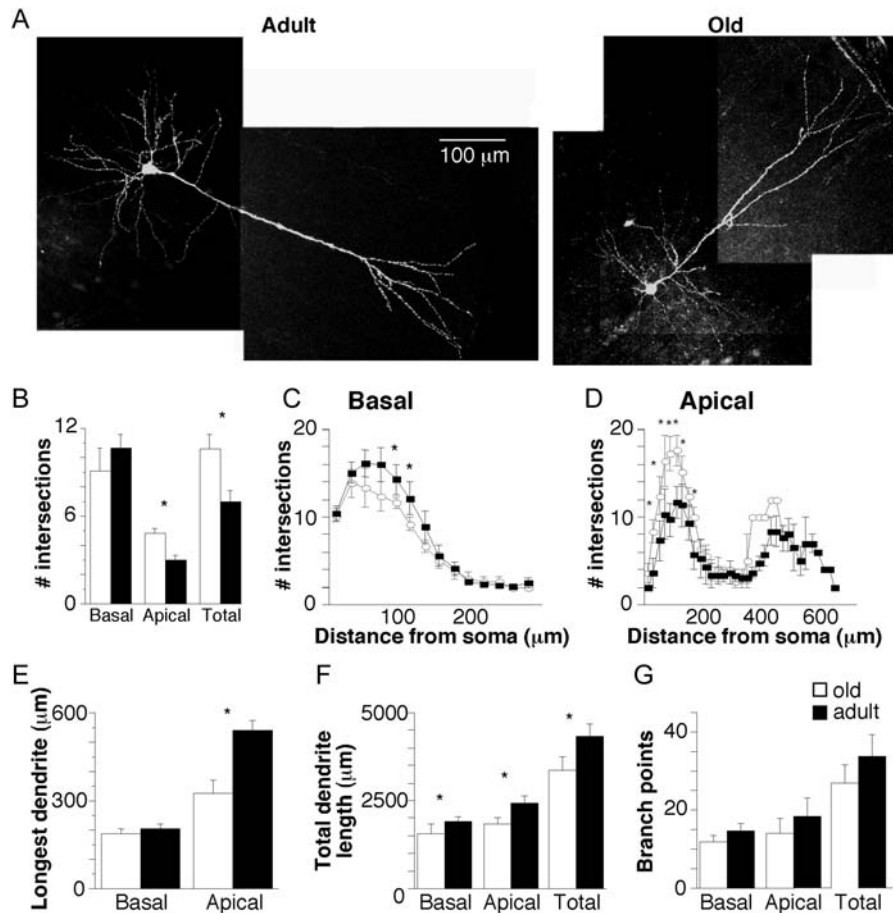 A
Adult
Old
100 μm
B
# intersections
12
6
0
*
*
Basal
Apical
Total
C
Basal
# intersections
20
10
0
* *
100
200
Distance from soma (μm)
D
Apical
# intersections
20
10
0
* * * * * * * *
200
400
600
Distance from soma (μm)
E
Longest dendrite (μm)
600
300
0
*
Basal
Apical
F
Total dendrite
length (μm)
5000
2500
0
*
*
*
Basal
Apical
Total
G
old
adult
Branch points
40
20
0
Basal
Apical
Total